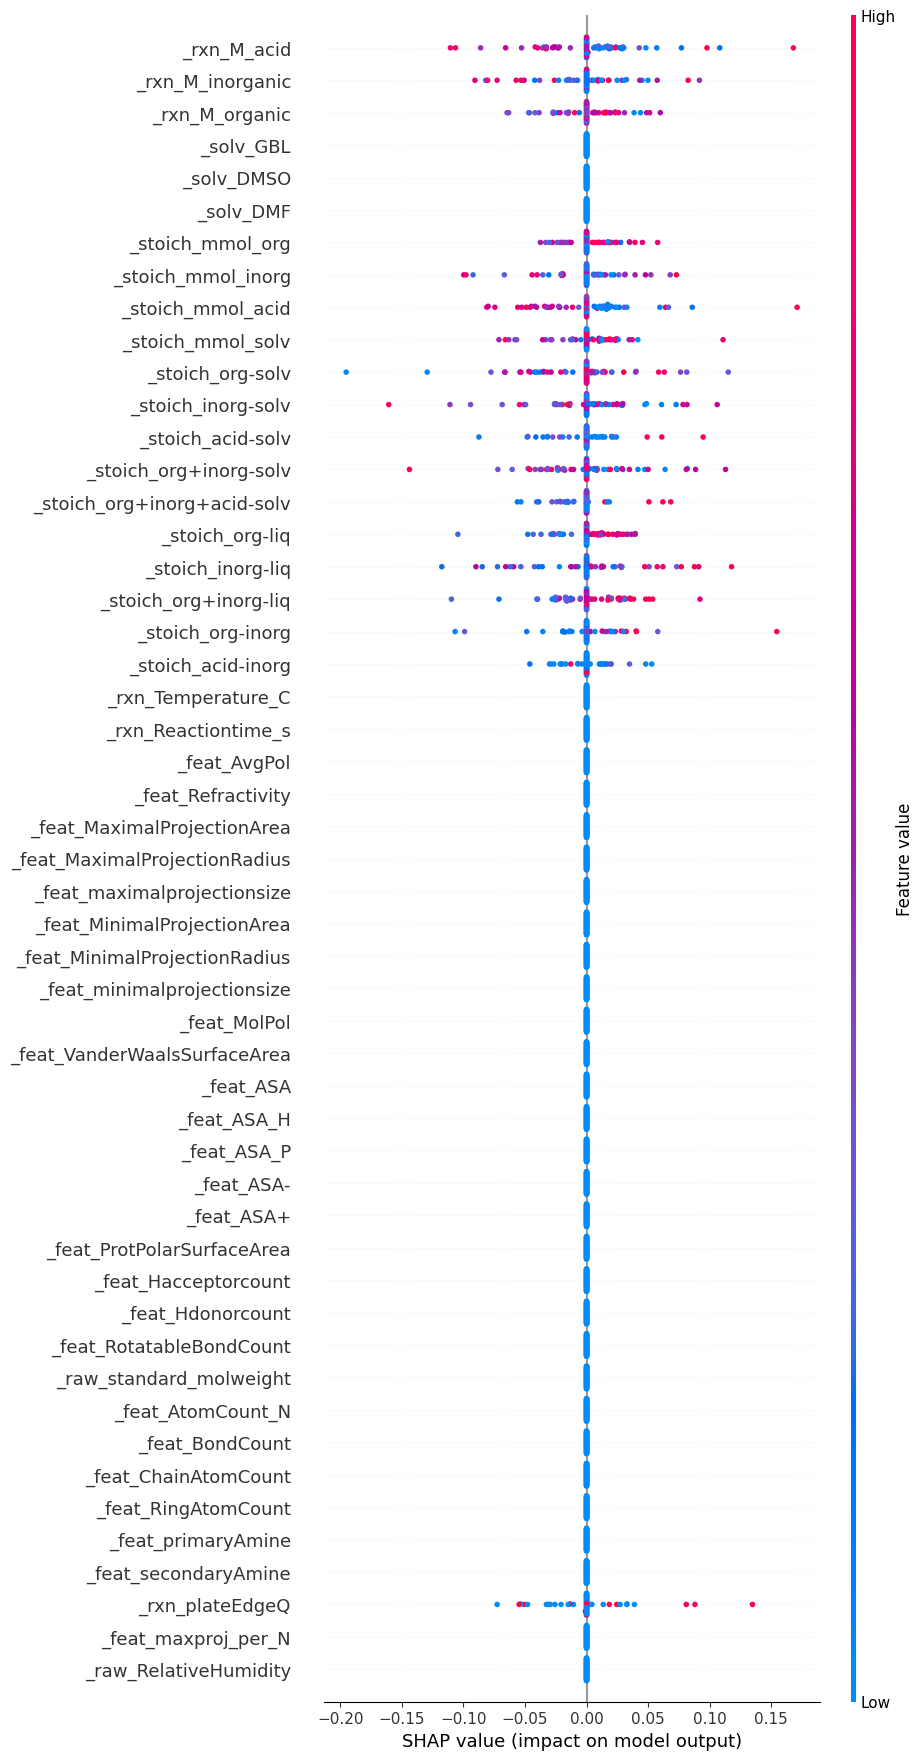 High
_rxn_M_acid
_rxn_M_inorganic
_rxn_M_organic
_solv_GBL
_solv_DMSO
_solv_DMF
_stoich_mmol_org
_stoich_mmol_inorg
_stoich_mmol_acid
_stoich_mmol_solv
_stoich_org-solv
_stoich_inorg-solv
_stoich_acid-solv
_stoich_org+inorg-solv
_stoich_org+inorg+acid-solv
_stoich_org-liq
_stoich_inorg-liq
_stoich_org+inorg-liq
_stoich_org-inorg
_stoich_acid-inorg
_rxn_Temperature_C
_rxn_Reactiontime_s
_feat_AvgPol
_feat_Refractivity
_feat_MaximalProjectionArea
_feat_MaximalProjectionRadius
_feat_maximalprojectionsize
_feat_MinimalProjectionArea
_feat_MinimalProjectionRadius
_feat_minimalprojectionsize
_feat_MolPol
_feat_VanderWaalsSurfaceArea
_feat_ASA
_feat_ASA_H
_feat_ASA_P
_feat_ASA-
_feat_ASA+
_feat_ProtPolarSurfaceArea
_feat_Hacceptorcount
_feat_Hdonorcount
_feat_RotatableBondCount
_raw_standard_molweight
_feat_AtomCount_N
_feat_BondCount
_feat_ChainAtomCount
_feat_RingAtomCount
_feat_primaryAmine
_feat_secondaryAmine
_rxn_plateEdgeQ
_feat_maxproj_per_N
_raw_RelativeHumidity
Feature value
Low
−0.20 −0.15 −0.10 −0.05 0.00 0.05 0.10 0.15
SHAP value (impact on model output)